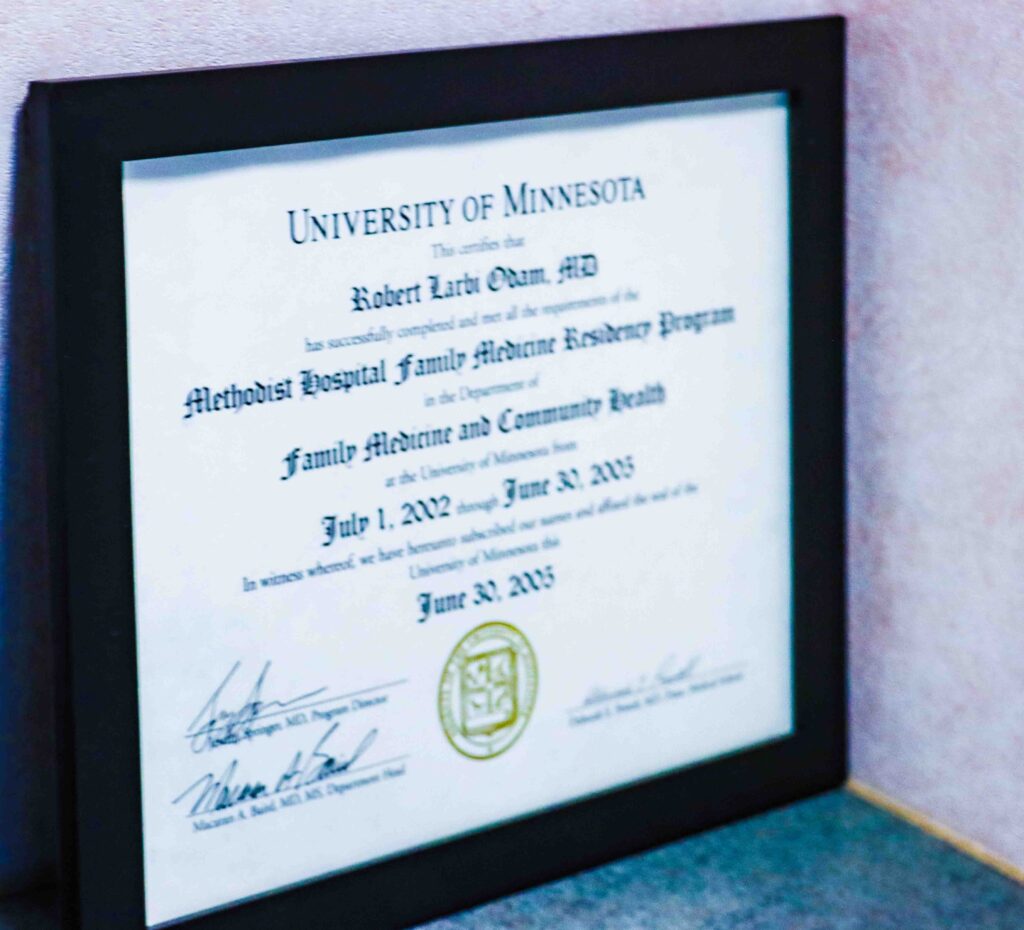 UNIVERSITY OF MINNESOTA
This certifies that
Robert Larbi Odam, MD
has successfully completed and met all the requirements of the
Methodist Hospital Family Medicine Residency Program
in the Department of
Family Medicine and Community Health
at the University of Minnesota from
July 1, 2002 through June 30, 2005
In witness whereof, we have hereunto subscribed our names and affixed the seal of the
University of Minnesota this
June 30, 2005
MD, Program Director
Macaran A. Baird
Macaran A. Baird, MD, MS, Department Head
Medical School